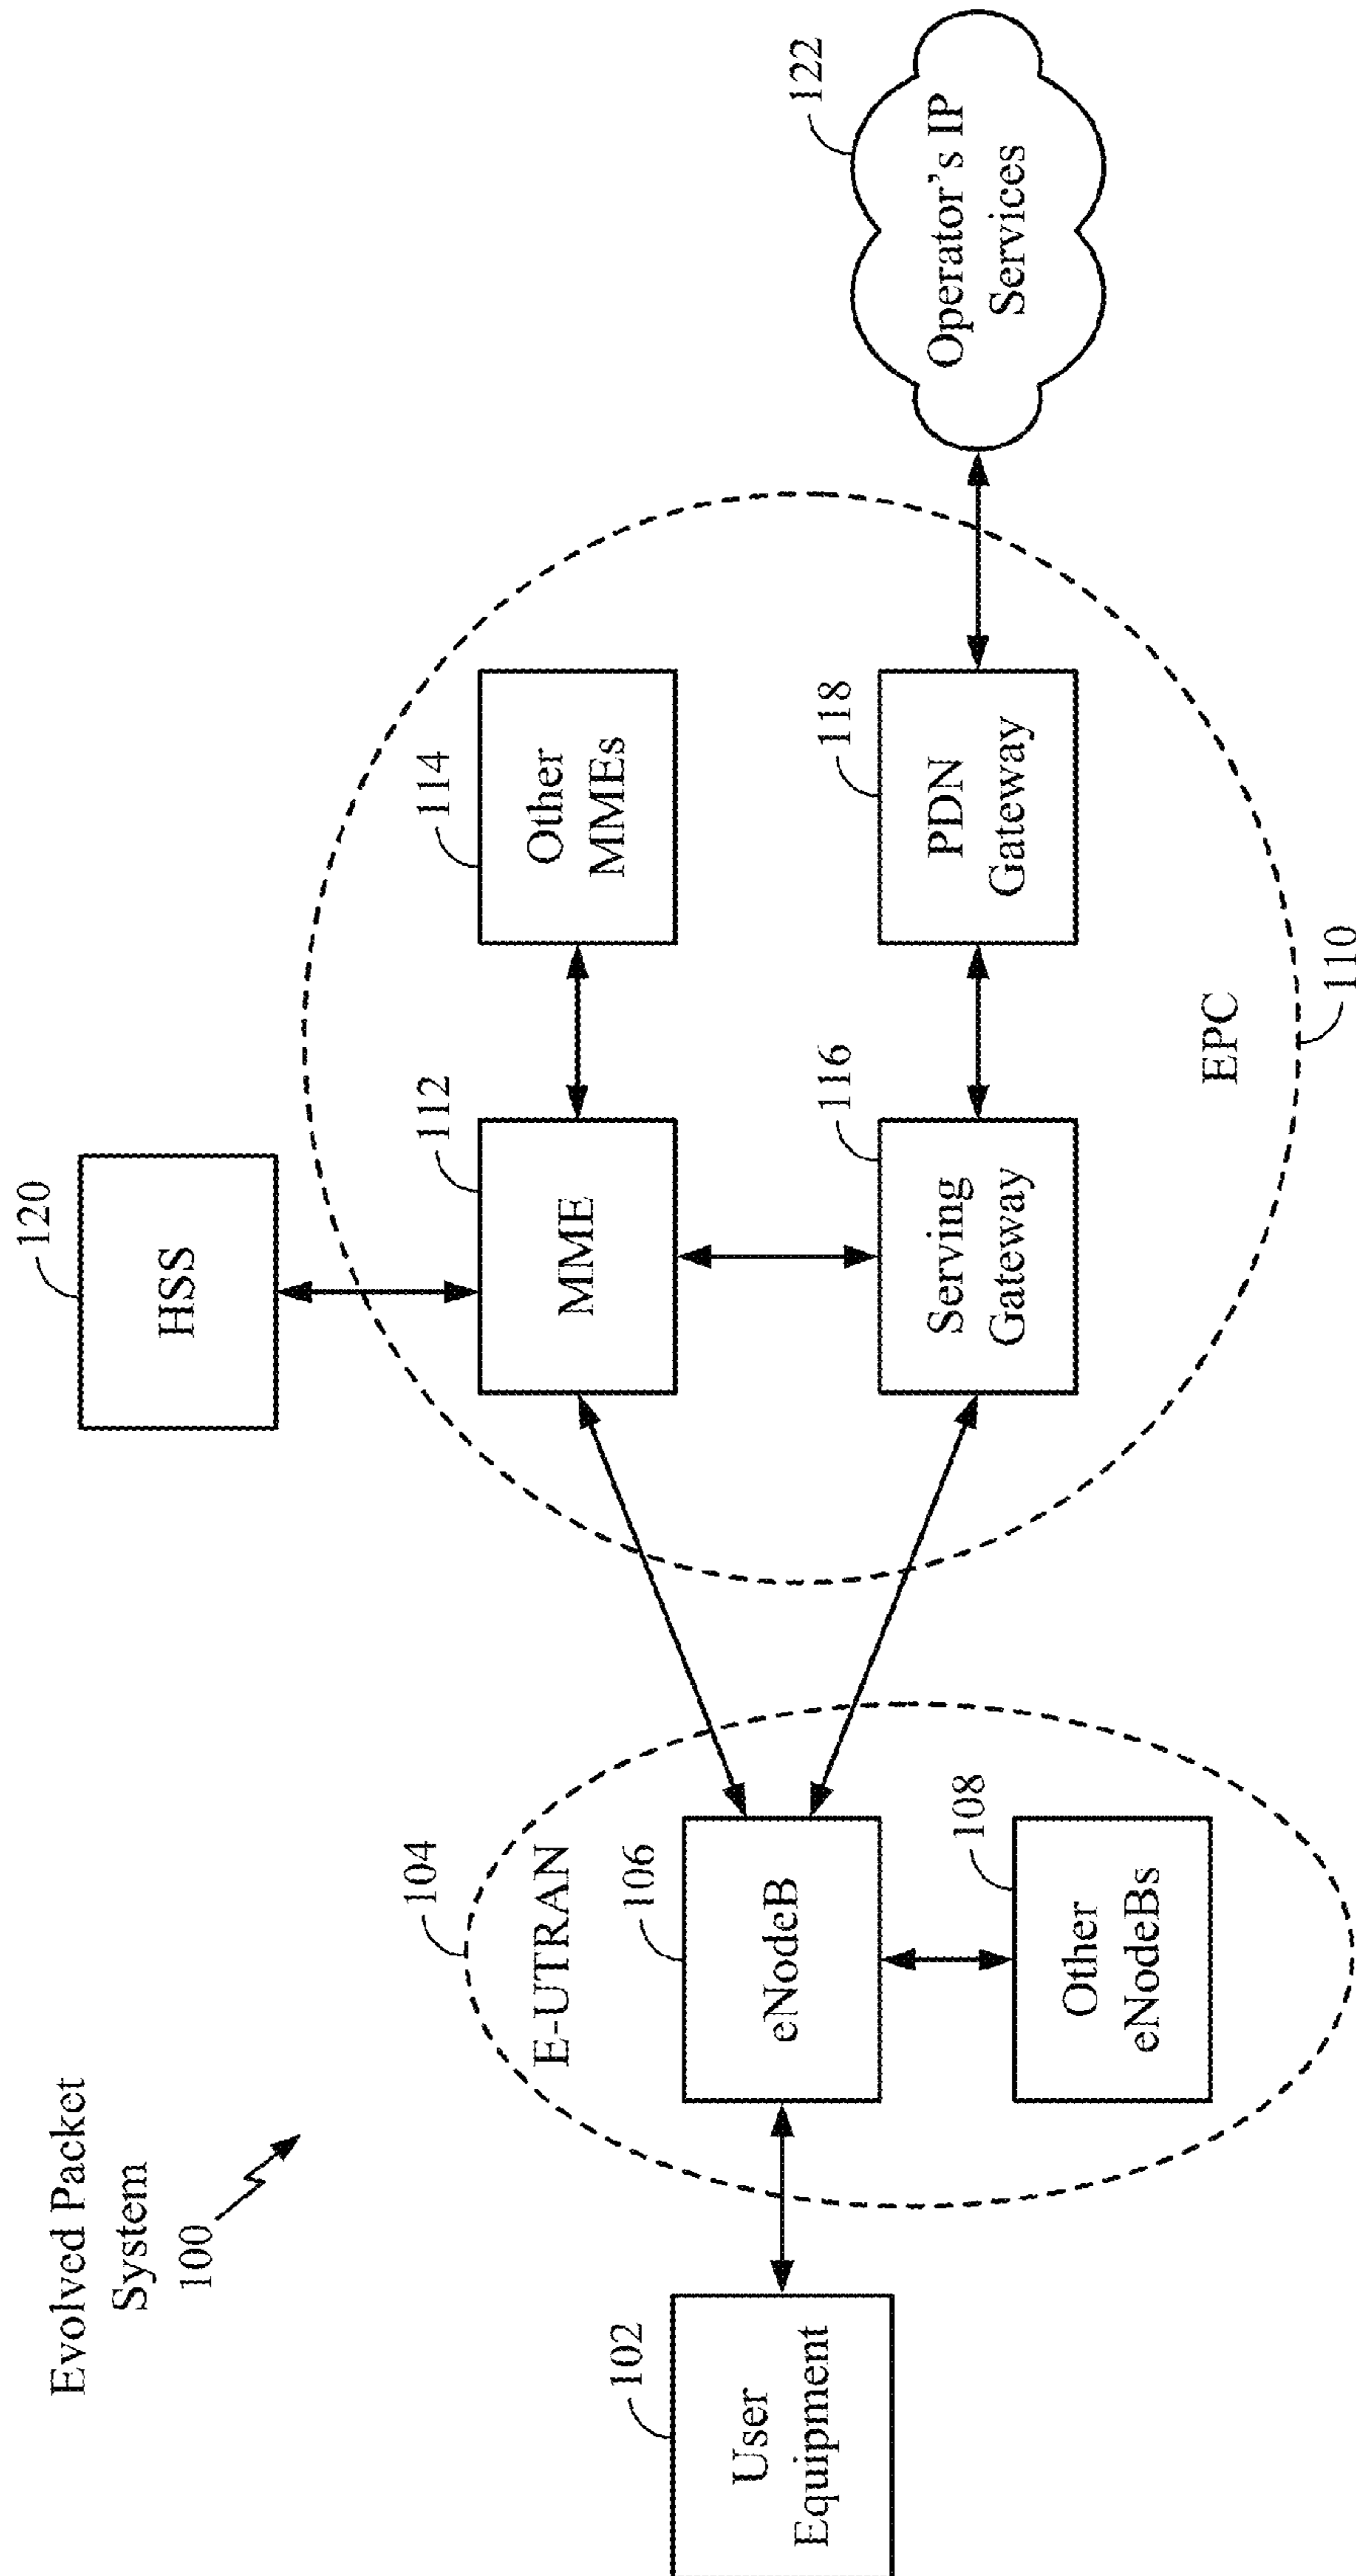 Evolved Packet
System
100
120
HSS
104
E-UTRAN
102
User
Equipment
106
eNodeB
108
Other
eNodeBs
112
MME
114
Other
MMEs
116
Serving
Gateway
118
PDN
Gateway
EPC
110
122
Operator's IP
Services